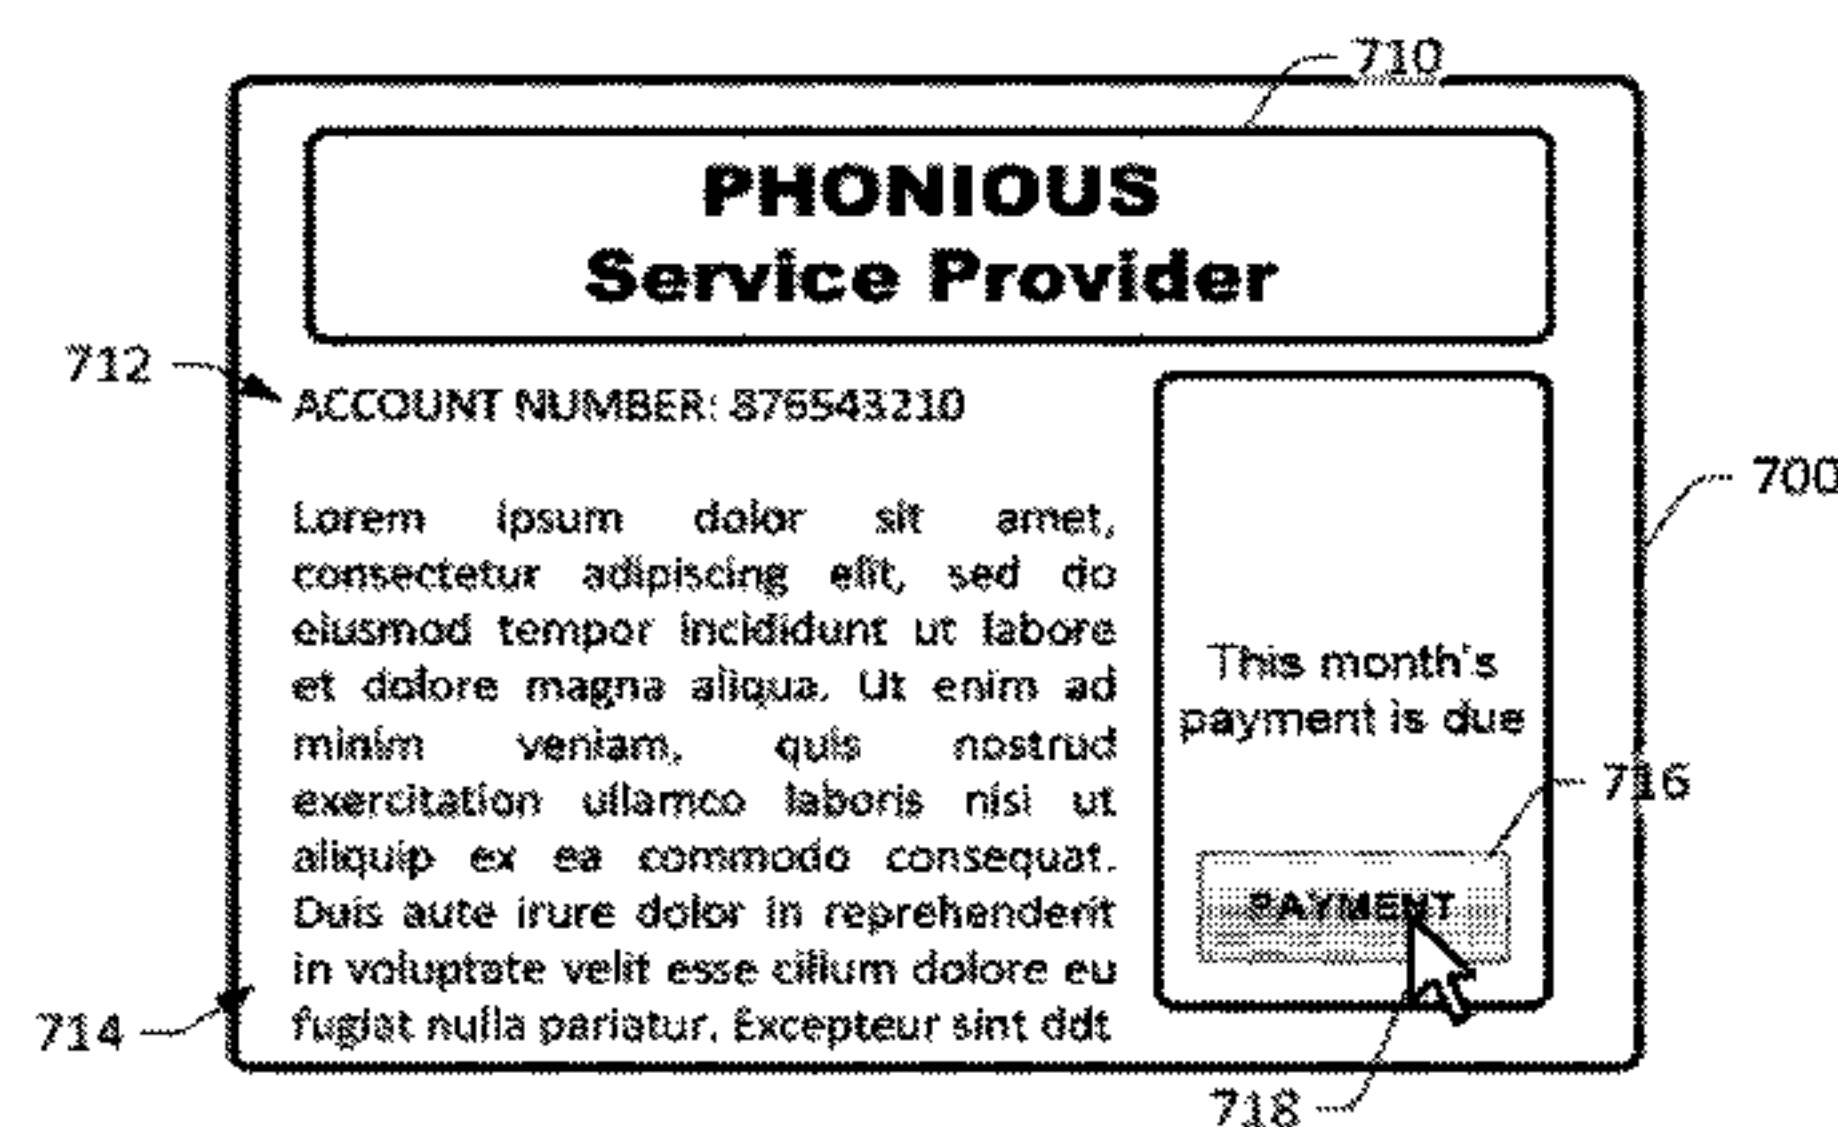 710
PHONIOUS
Service Provider
712
ACCOUNT NUMBER: 876543210
700
Lorem ipsum dolor sit amet,
consectetur adipiscing elit, sed do
eiusmod tempor incididunt ut labore
et dolore magna aliqua. Ut enim ad
minim veniam, quis nostrud
exercitation ullamco laboris nisi ut
aliquip ex ea commodo consequat.
Duis aute irure dolor in reprehenderit
in voluptate velit esse cillum dolore eu
fugiat nulla pariatur. Excepteur sint ddt
714
This month's
payment is due
716
PAYMENT
718